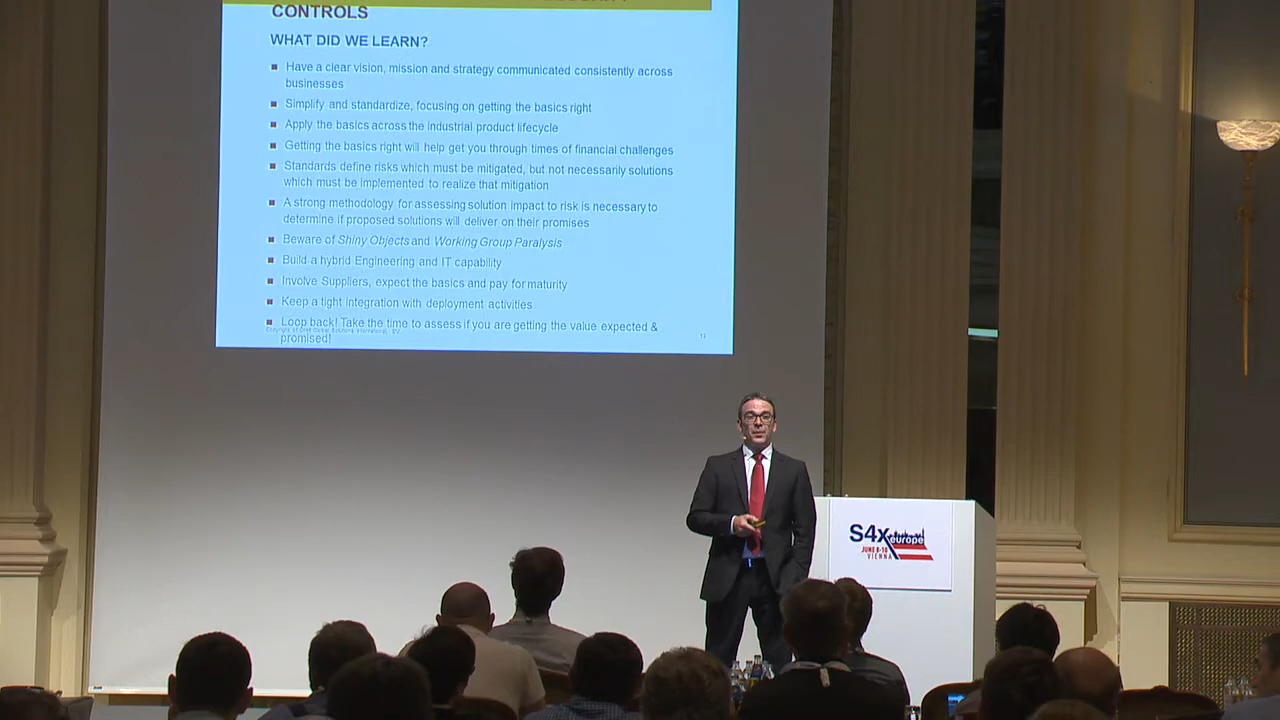 CONTROLS
WHAT DID WE LEARN?
Have a clear vision, mission and strategy communicated consistently across
businesses
Simplify and standardize, focusing on getting the basics right
Apply the basics across the industrial product lifecycle
Getting the basics right will help get you through times of financial challenges
Standards define risks which must be mitigated, but not necessarily solutions
which must be implemented to realize that mitigation
A strong methodology for assessing solution impact to risk is necessary to
determine if proposed solutions will deliver on their promises
Beware of Shiny Objects and Working Group Paralysis
Build a hybrid Engineering and IT capability
Involve Suppliers, expect the basics and pay for maturity
Keep a tight integration with deployment activities
Loop back! Take the time to assess if you are getting the value expected &
promised!
S4x europe
JUNE 8-10
VIENNA